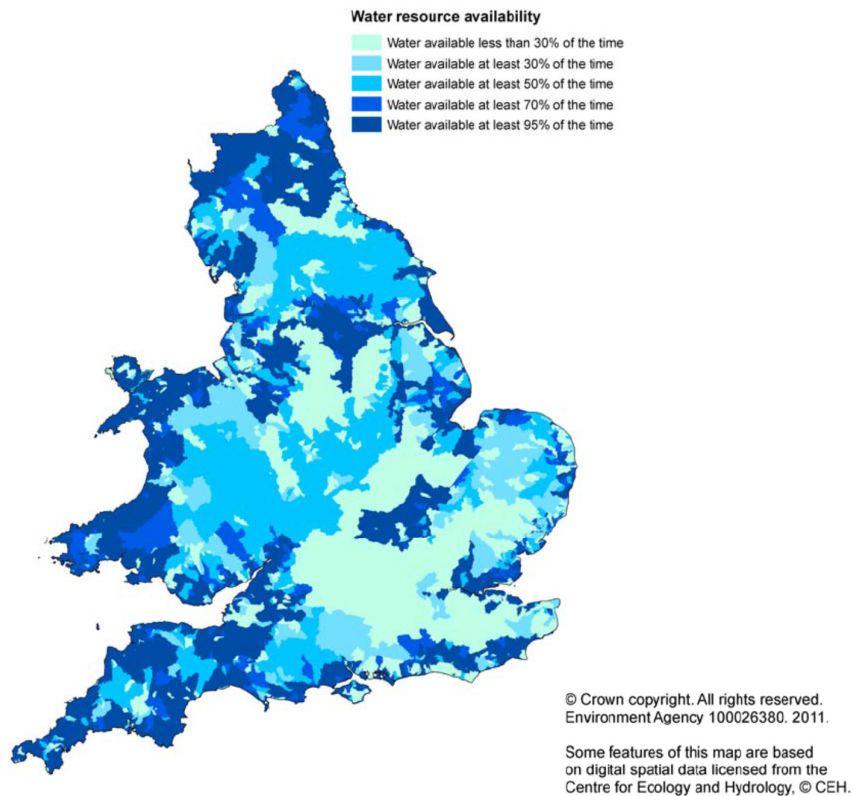 Water resource availability
Water available less than 30% of the time
Water available at least 30% of the time
Water available at least 50% of the time
Water available at least 70% of the time
Water available at least 95% of the time
© Crown copyright. All rights reserved.
Environment Agency 100026380. 2011.
Some features of this map are based
on digital spatial data licensed from the
Centre for Ecology and Hydrology, © CEH.